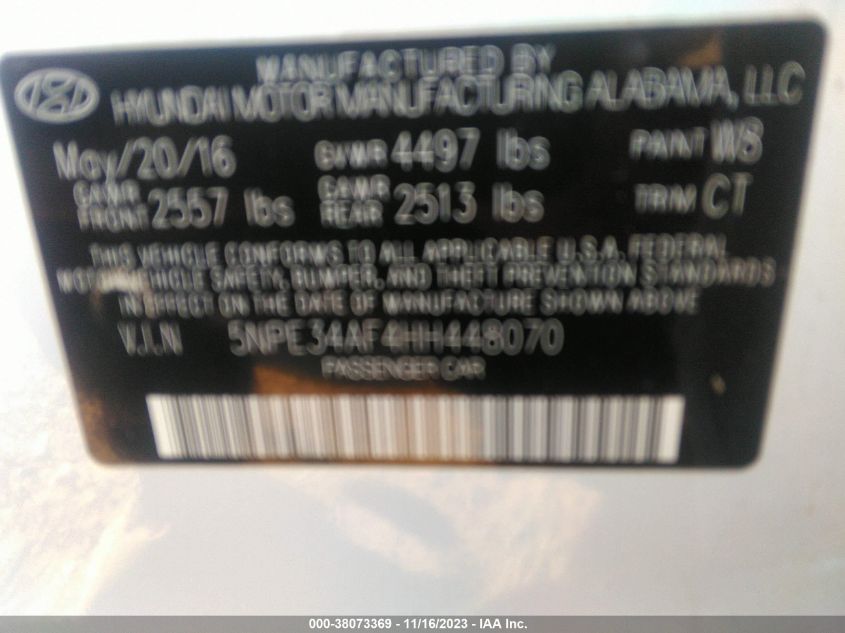 MANUFACTURED BY
HYUNDAI MOTOR MANUFACTURING ALABAMA, LLC
May/20/16 GVWR 4497 lbs PAINT W8
GAWR FRONT 2557 lbs GAWR REAR 2513 lbs TRIM CT
THIS VEHICLE CONFORMS TO ALL APPLICABLE U.S.A. FEDERAL
MOTOR VEHICLE SAFETY, BUMPER, AND THEFT PREVENTION STANDARDS
IN EFFECT ON THE DATE OF MANUFACTURE SHOWN ABOVE
V.I.N 5NPE34AF4HH448070
PASSENGER CAR
000-38073369 - 11/16/2023 - IAA Inc.